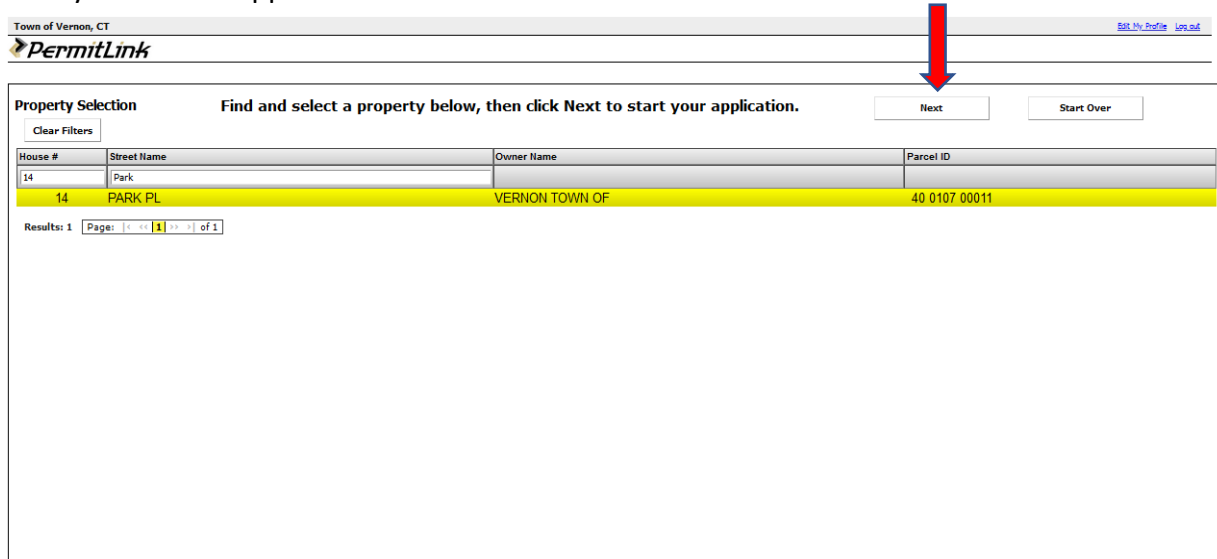 Town of Vernon, CT Edit My Profile Log out
PermitLink
Property Selection Find and select a property below, then click Next to start your application. Next Start Over
Clear Filters
House # Street Name Owner Name Parcel ID
14 Park
14 PARK PL VERNON TOWN OF 40 0107 00011
Results: 1 Page: |< << 1 >> >| of 1